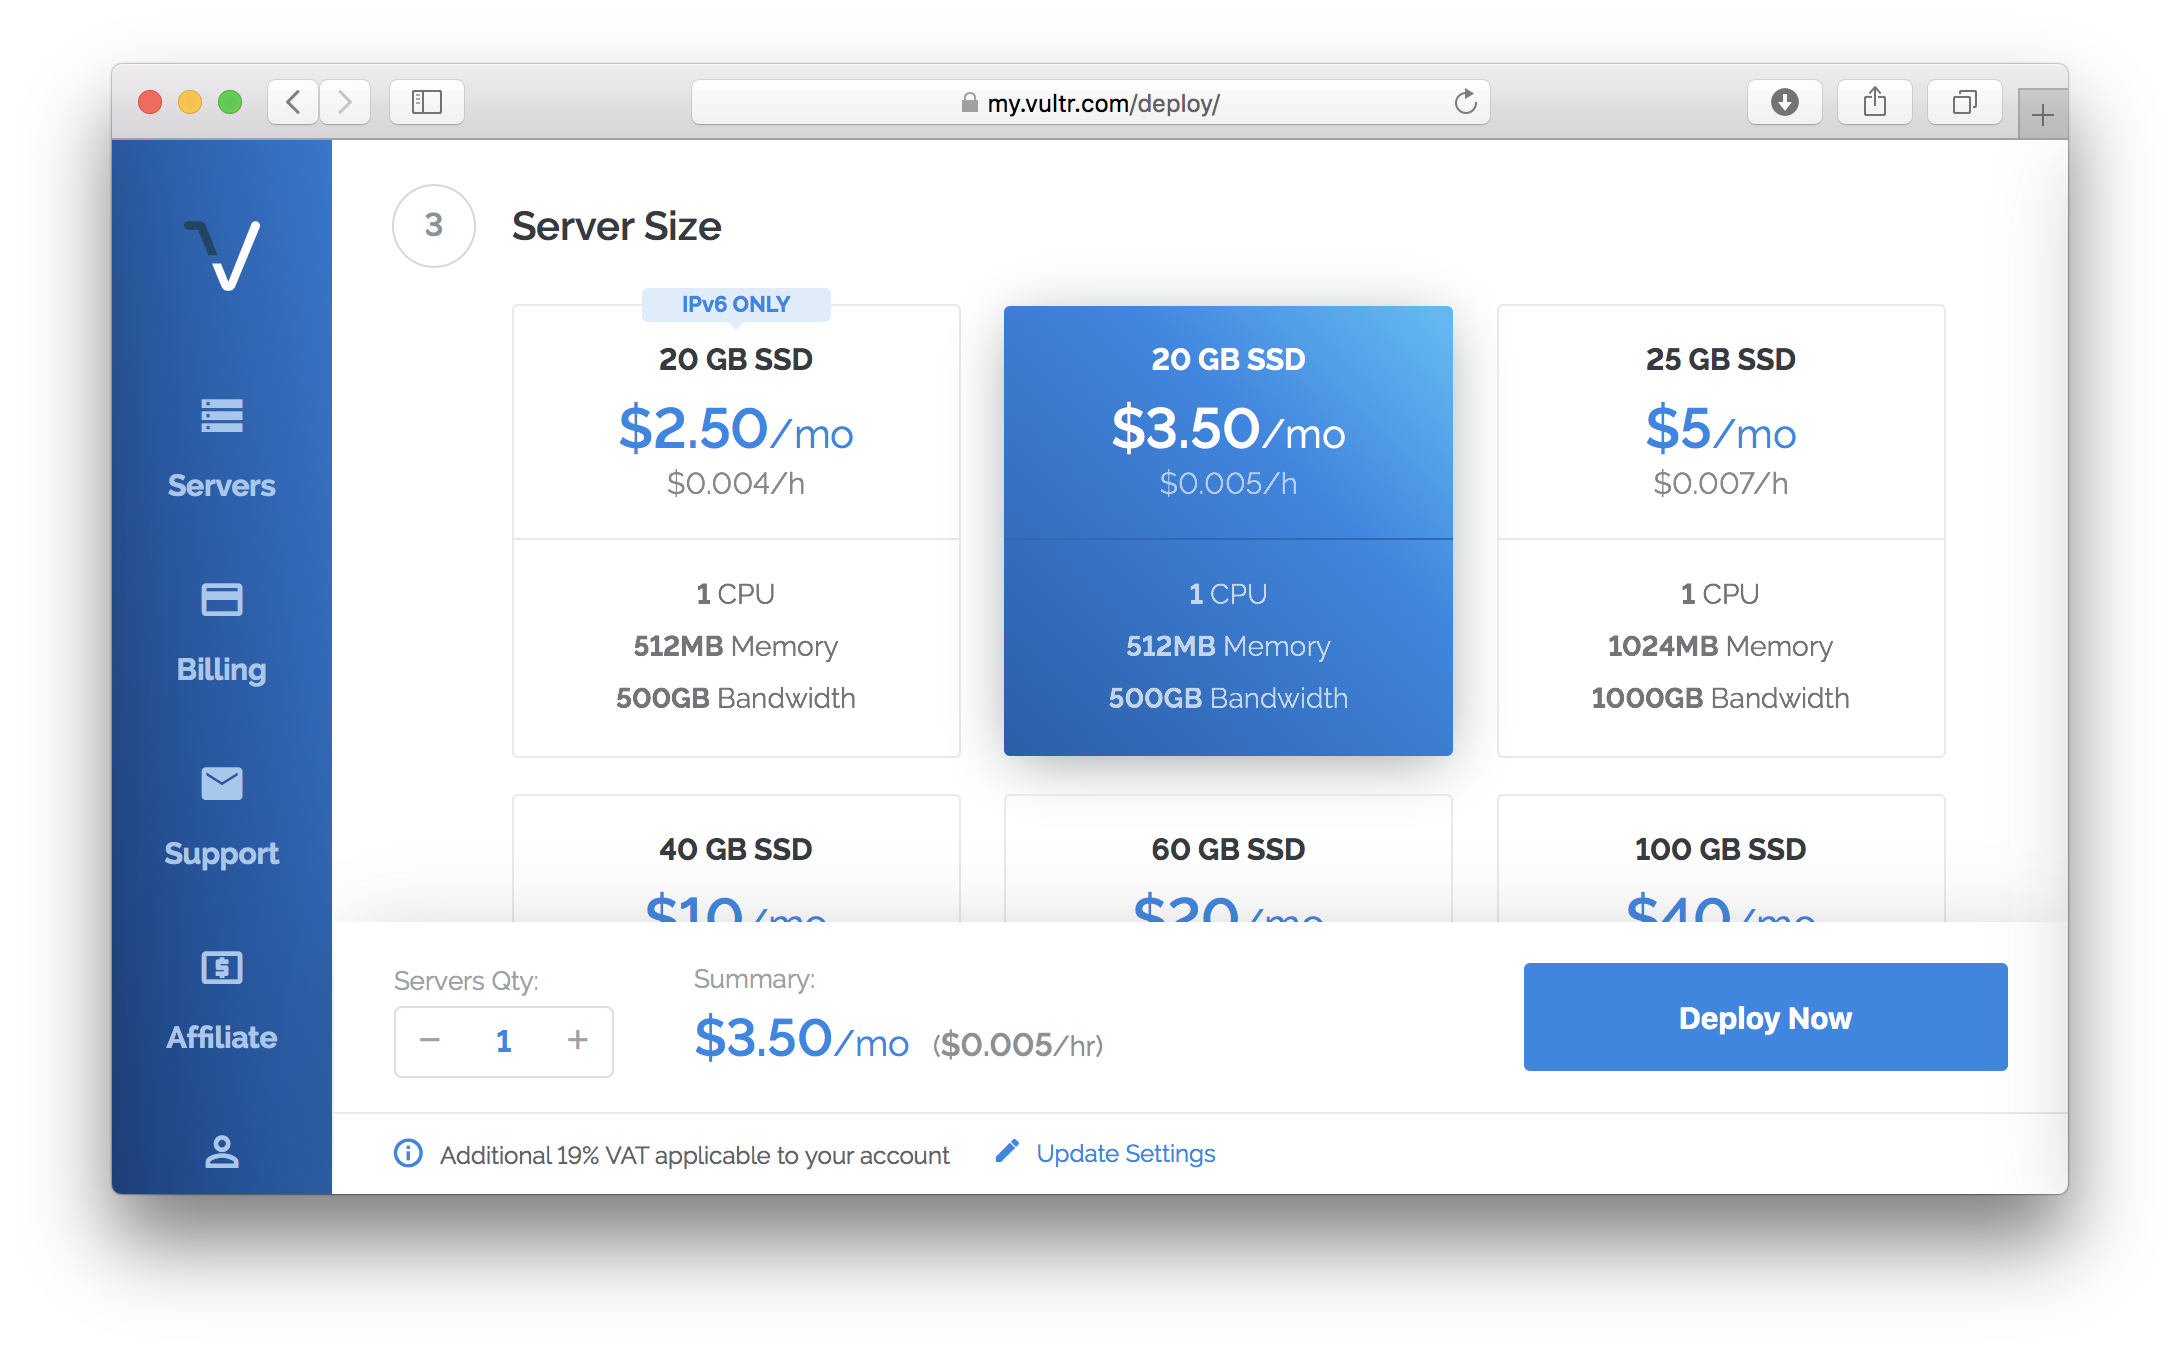 my.vultr.com/deploy/
3
Server Size
IPv6 ONLY
20 GB SSD
$2.50/mo
$0.004/h
1 CPU
512MB Memory
500GB Bandwidth
20 GB SSD
$3.50/mo
$0.005/h
1 CPU
512MB Memory
500GB Bandwidth
25 GB SSD
$5/mo
$0.007/h
1 CPU
1024MB Memory
1000GB Bandwidth
40 GB SSD
$10/mo
60 GB SSD
$20/mo
100 GB SSD
$40/mo
Servers
Billing
Support
Affiliate
Servers Qty:
− 1 +
Summary:
$3.50/mo ($0.005/hr)
Deploy Now
Additional 19% VAT applicable to your account
Update Settings